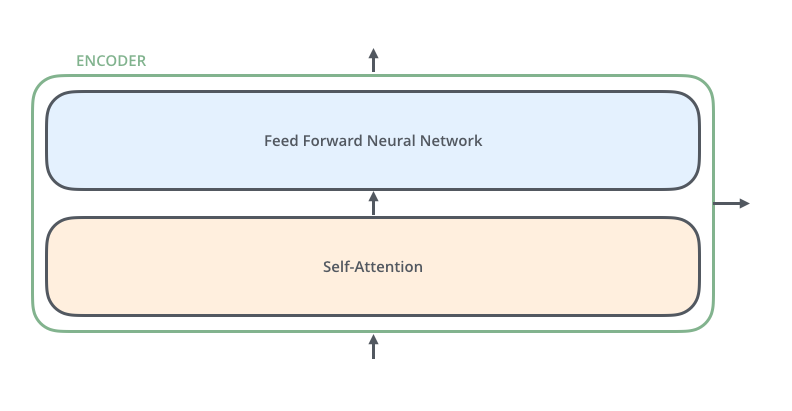 ENCODER
Feed Forward Neural Network
Self-Attention